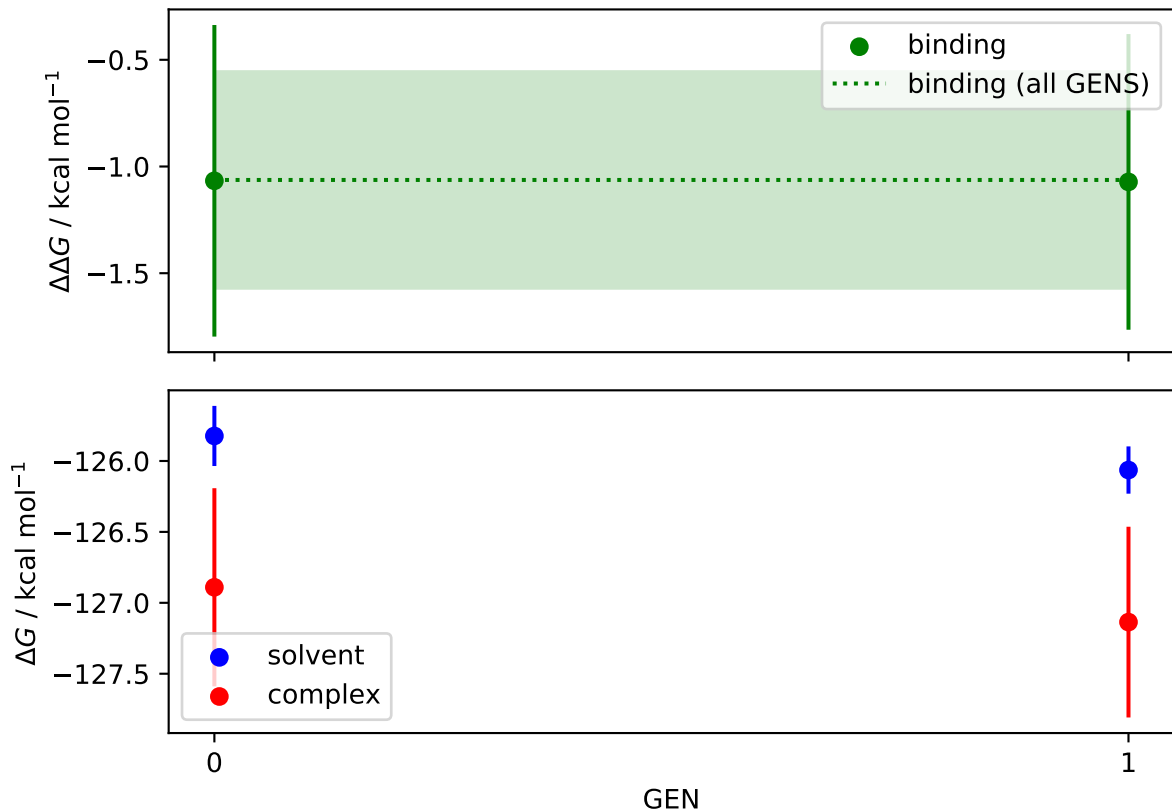 binding
binding (all GENS)
−0.5
−1.0
−1.5
ΔΔG / kcal mol⁻¹
−126.0
−126.5
−127.0
−127.5
ΔG / kcal mol⁻¹
solvent
complex
0
1
GEN